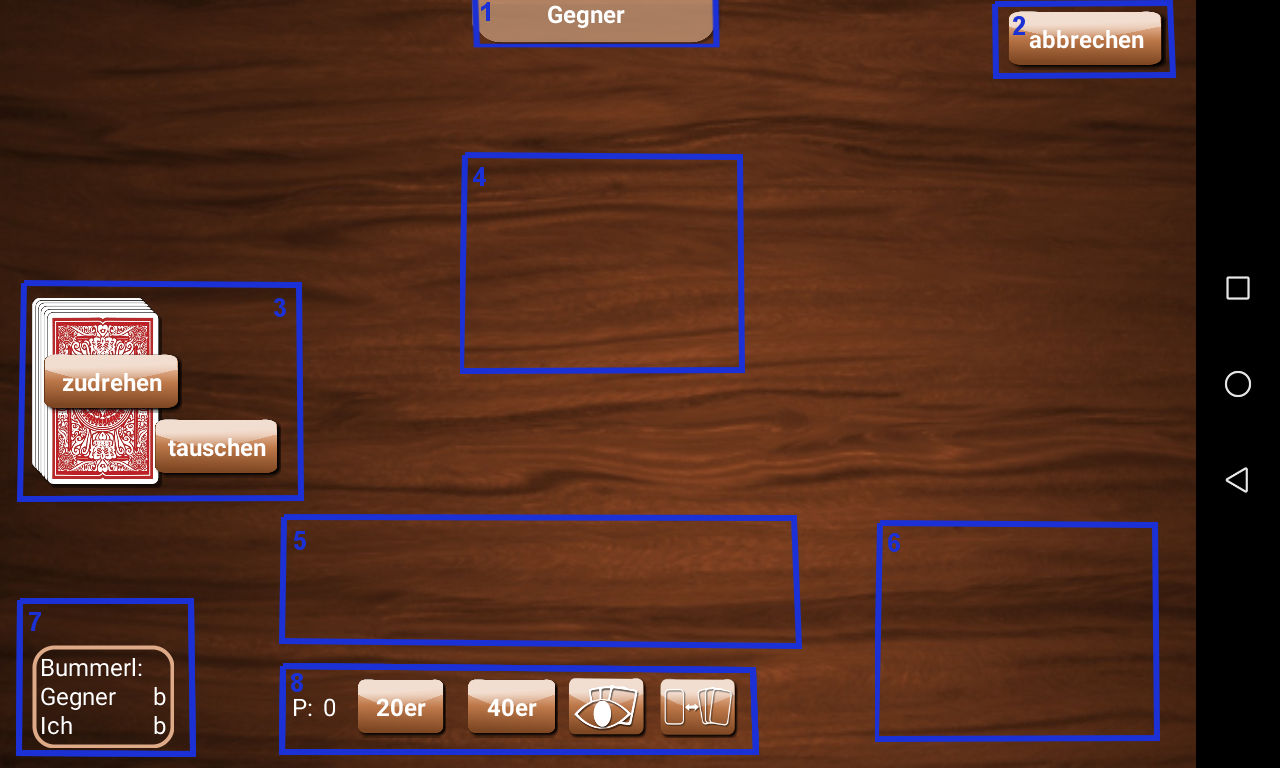 1 Gegner
2 abbrechen
4
3
zudrehen
tauschen
5
6
7
Bummerl:
Gegner b
Ich b
8
P: 0 20er 40er